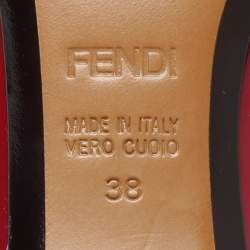 FENDI
MADE IN ITALY
VERO CUOIO
38